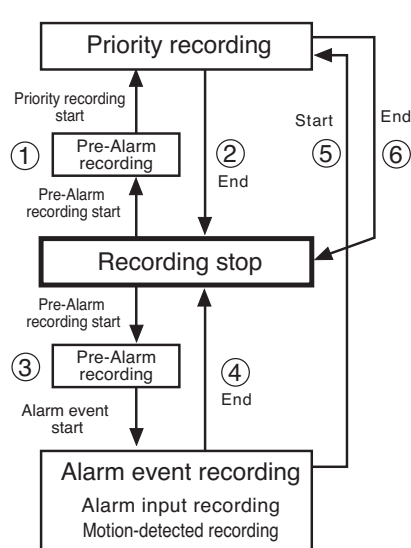 Priority recording
Priority recording
start
Start
End
①
Pre-Alarm
recording
②
End
⑤
⑥
Pre-Alarm
recording start
Recording stop
Pre-Alarm
recording start
③
Pre-Alarm
recording
④
End
Alarm event
start
Alarm event recording
Alarm input recording
Motion-detected recording